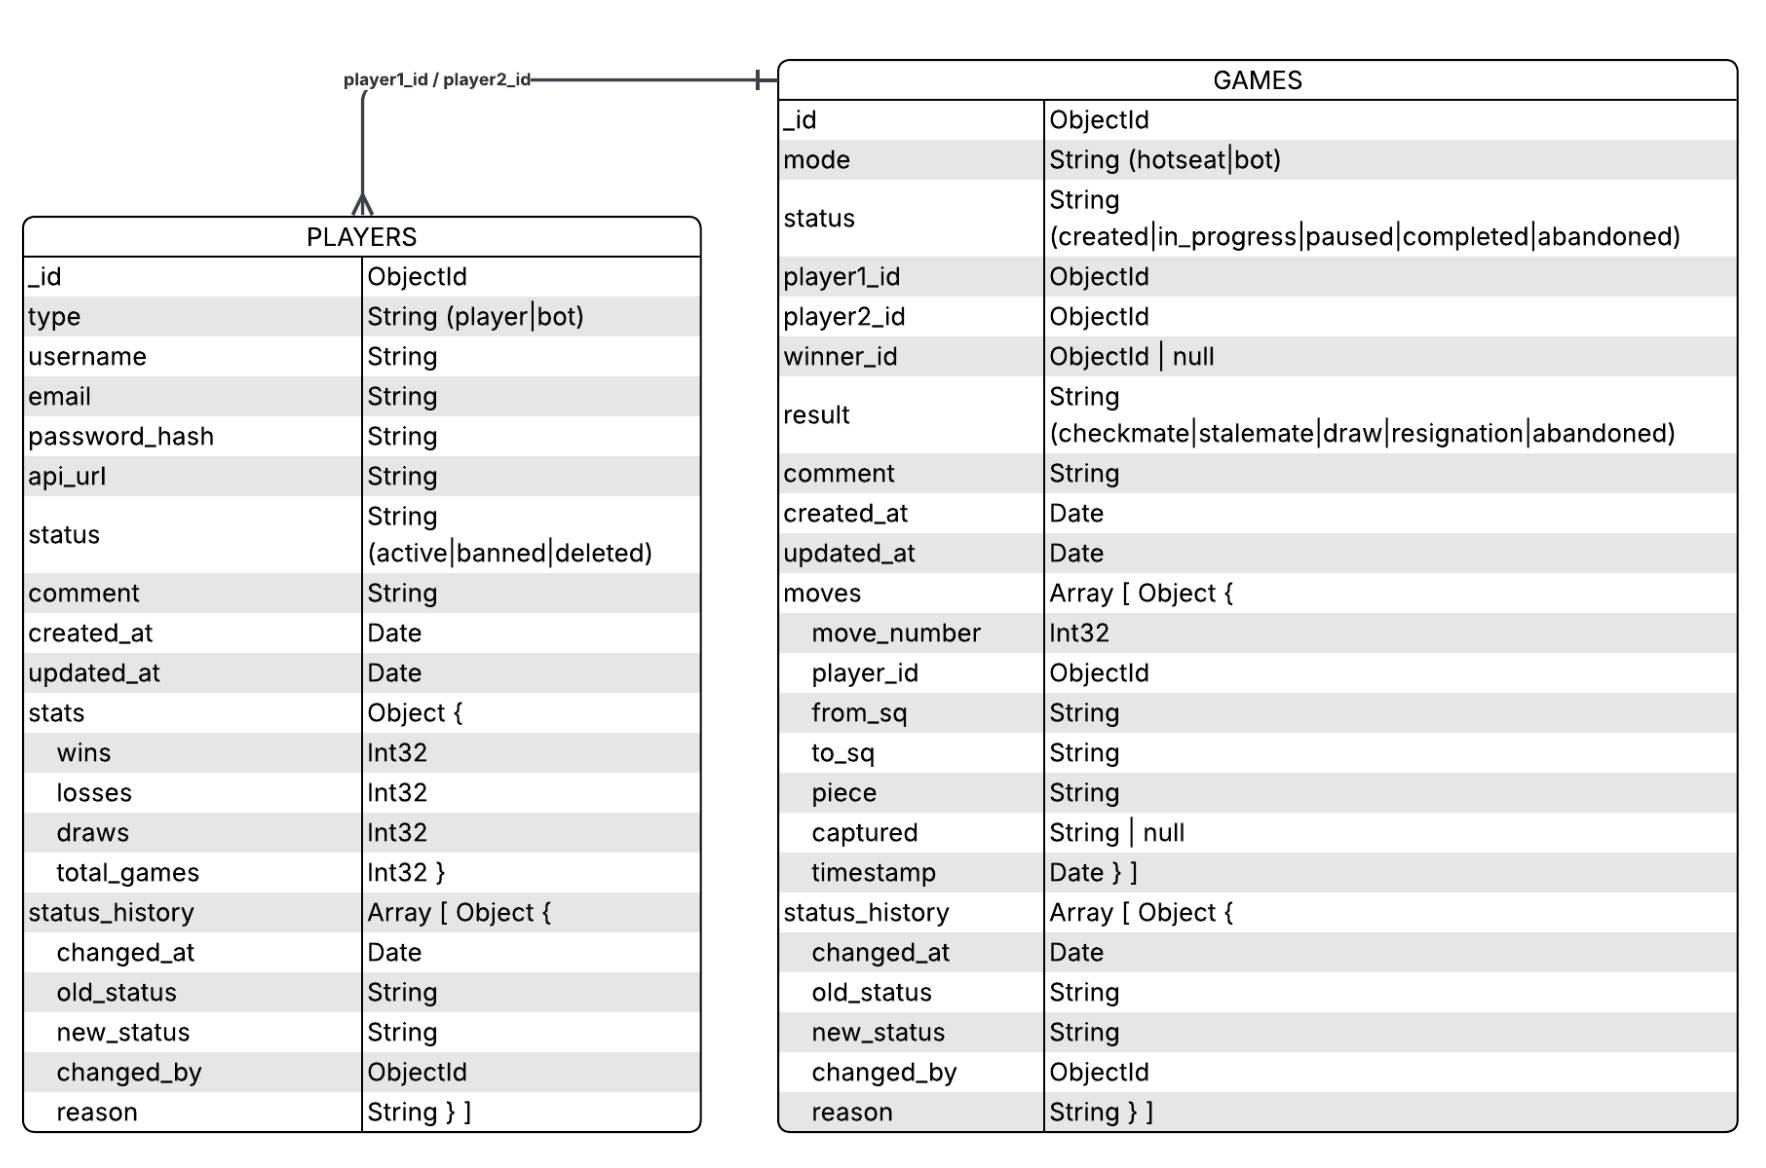 player1_id / player2_id
PLAYERS
_id ObjectId
type String (player|bot)
username String
email String
password_hash String
api_url String
status String
(active|banned|deleted)
comment String
created_at Date
updated_at Date
stats Object {
wins Int32
losses Int32
draws Int32
total_games Int32 }
status_history Array [ Object {
changed_at Date
old_status String
new_status String
changed_by ObjectId
reason String } ]
GAMES
_id ObjectId
mode String (hotseat|bot)
status String
(created|in_progress|paused|completed|abandoned)
player1_id ObjectId
player2_id ObjectId
winner_id ObjectId | null
result String
(checkmate|stalemate|draw|resignation|abandoned)
comment String
created_at Date
updated_at Date
moves Array [ Object {
move_number Int32
player_id ObjectId
from_sq String
to_sq String
piece String
captured String | null
timestamp Date } ]
status_history Array [ Object {
changed_at Date
old_status String
new_status String
changed_by ObjectId
reason String } ]